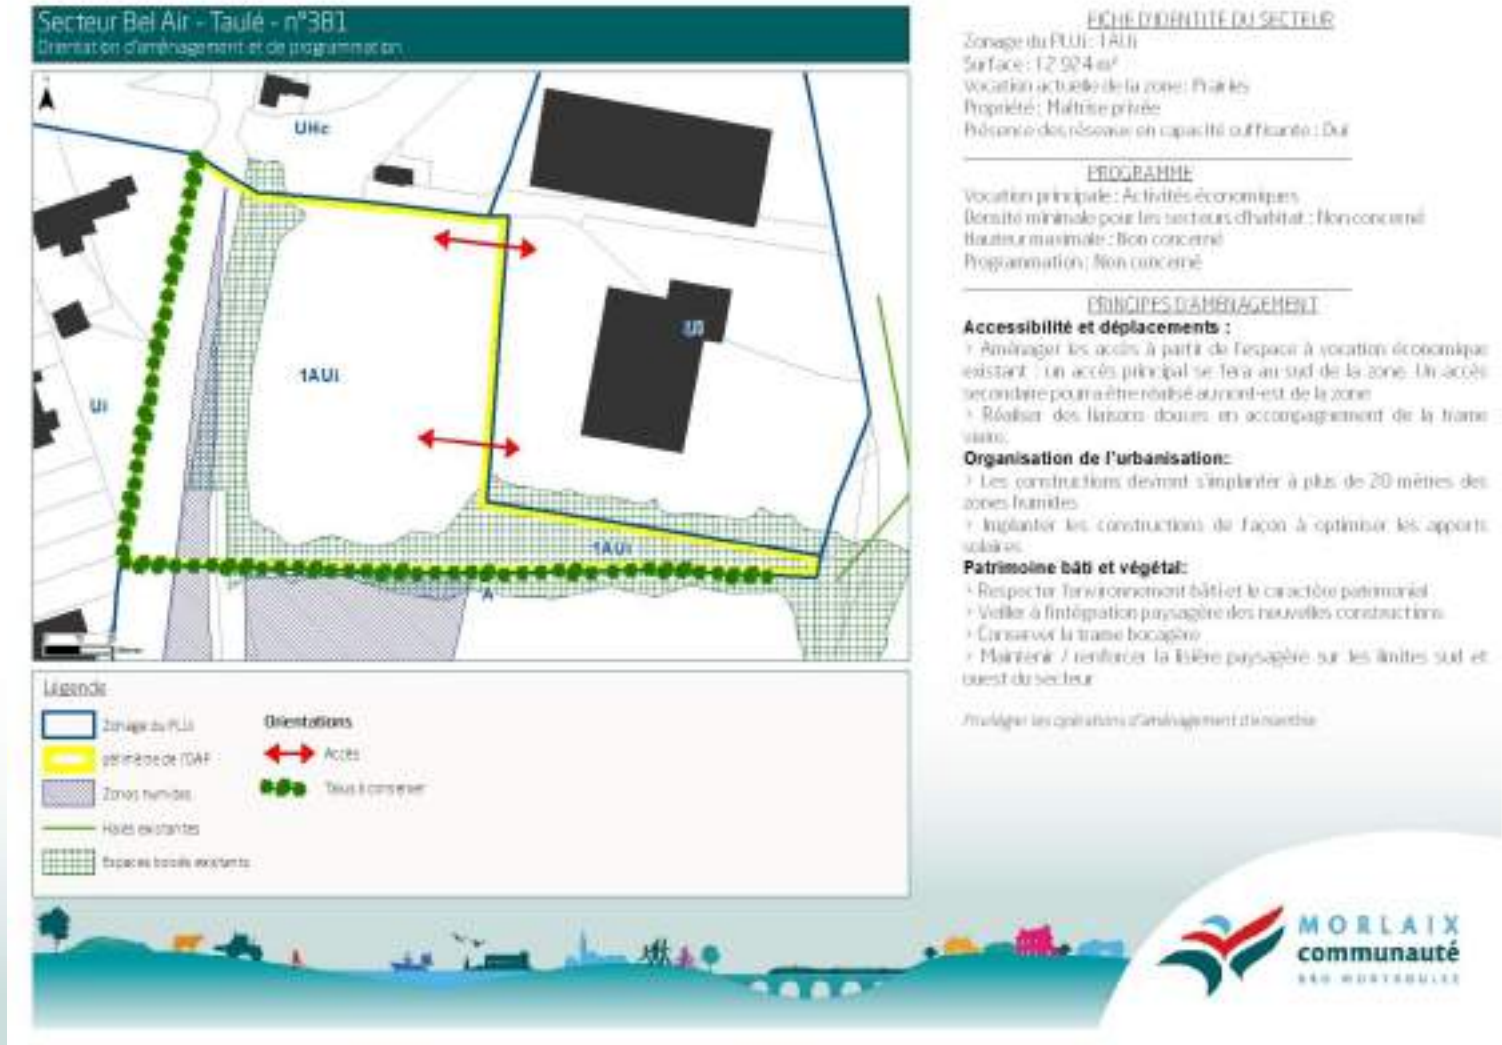 Secteur Bel Air - Taulé - n°381
Orientation d'aménagement et de programmation
UHc
1AUi
Ui
Ui
1AUi
A
Légende
Zonage du PLUi
périmètre de l'OAP
Zones humides
Haies existantes
Espaces boisés existants
Orientations
Accès
Talus à conserver
FICHE D'IDENTITE DU SECTEUR
Zonage du PLUi : 1AUi
Surface : 12 924 m²
Vocation actuelle de la zone : Prairies
Propriété : Maîtrise privée
Présence des réseaux en capacité suffisante : Oui
PROGRAMME
Vocation principale : Activités économiques
Densité minimale pour les secteurs d'habitat : Non concerné
Hauteur maximale : Non concerné
Programmation : Non concerné
PRINCIPES D'AMENAGEMENT
Accessibilité et déplacements :
> Aménager les accès à partir de l'espace à vocation économique
existant : un accès principal se fera au sud de la zone. Un accès
secondaire pourra être réalisé au nord-est de la zone
> Réaliser des liaisons douces en accompagnement de la trame
viaire.
Organisation de l'urbanisation:
> Les constructions devront s'implanter à plus de 20 mètres des
zones humides
> Implanter les constructions de façon à optimiser les apports
solaires
Patrimoine bâti et végétal:
> Respecter l'environnement bâti et le caractère patrimonial
> Veiller à l'intégration paysagère des nouvelles constructions
> Conserver la trame bocagère
> Maintenir / renforcer la lisière paysagère sur les limites sud et
ouest du secteur
Privilégier les opérations d'aménagement d'ensemble
MORLAIX
communauté
BRO MONTROULEZ